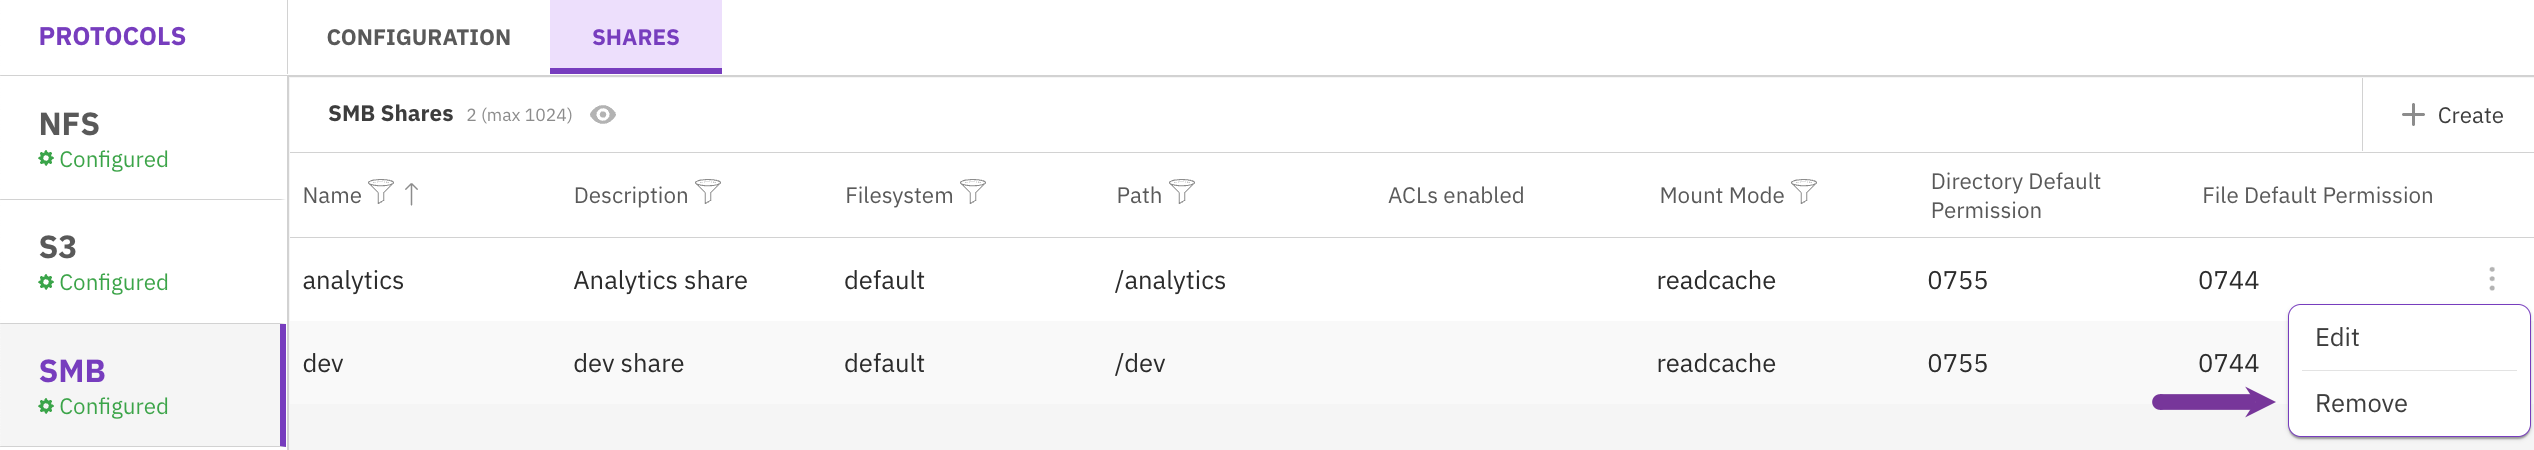 PROTOCOLS
CONFIGURATION
SHARES
NFS
Configured
S3
Configured
SMB
Configured
SMB Shares 2 (max 1024)
Create
Name
Description
Filesystem
Path
ACLs enabled
Mount Mode
Directory Default
Permission
File Default Permission
analytics Analytics share default /analytics readcache 0755 0744
dev dev share default /dev readcache 0755 0744
Edit
Remove